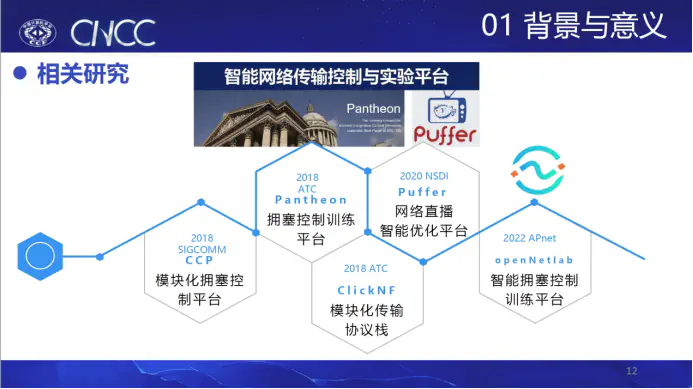 CCF
CNCC
01 背景与意义
相关研究
智能网络传输控制与实验平台
Pantheon
Puffer
2018
SIGCOMM
CCP
模块化拥塞控
制平台
2018
ATC
Pantheon
拥塞控制训练
平台
2018 ATC
ClickNF
模块化传输
协议栈
2020 NSDI
Puffer
网络直播
智能优化平台
2022 APnet
openNetlab
智能拥塞控制
训练平台
12